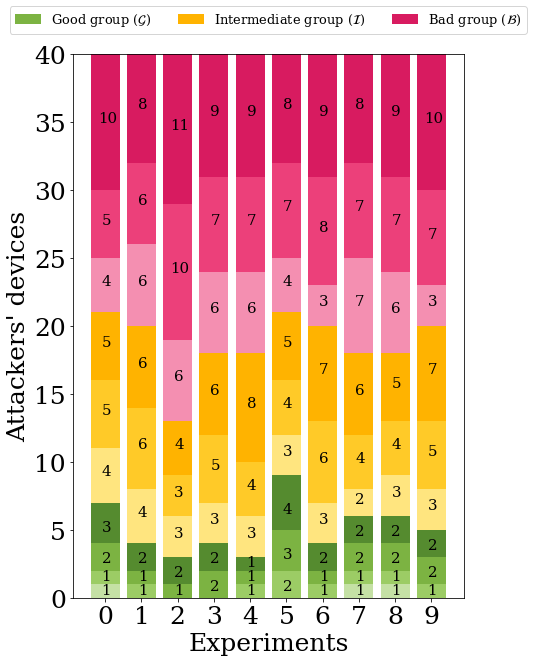 Good group (𝒢) Intermediate group (ℐ) Bad group (ℬ)
Attackers' devices
40
35
30
25
20
15
10
5
0
10 5 4 5 5 4 3 2 1 1
8 6 6 6 6 4 2 1 1
11 10 6 4 3 3 2 1
9 7 6 6 5 3 2 2
9 7 6 8 4 3 1 1 1
8 7 4 5 4 3 4 3 2
9 8 3 7 6 3 2 1 1
8 7 7 6 4 2 2 2 1 1
9 7 6 5 4 3 2 2 1 1
10 7 3 7 5 3 2 2 1
0 1 2 3 4 5 6 7 8 9
Experiments